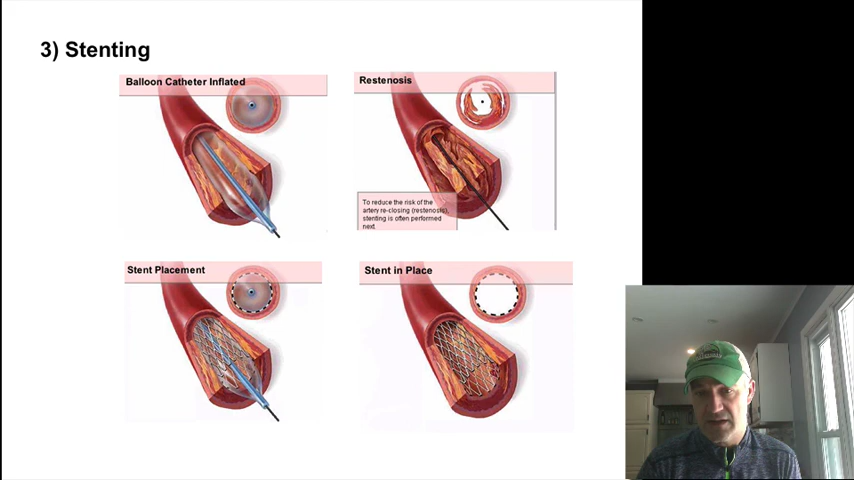 3) Stenting
Balloon Catheter Inflated
Restenosis
To reduce the risk of the
artery re-closing (restenosis),
stenting is often performed
next.
Stent Placement
Stent in Place